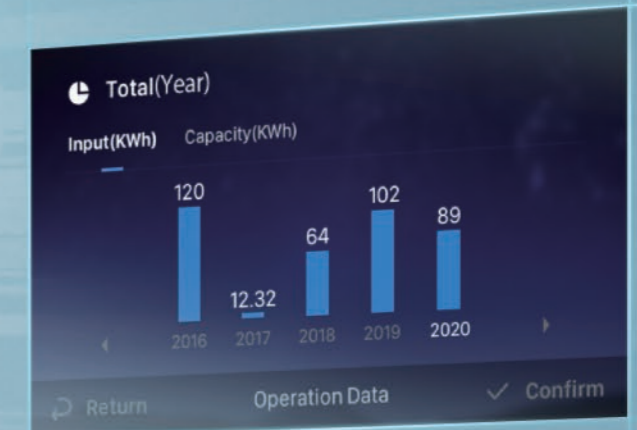 Total(Year)
Input(KWh) Capacity(KWh)
120
12.32
64
102
89
2016 2017 2018 2019 2020
Return Operation Data Confirm